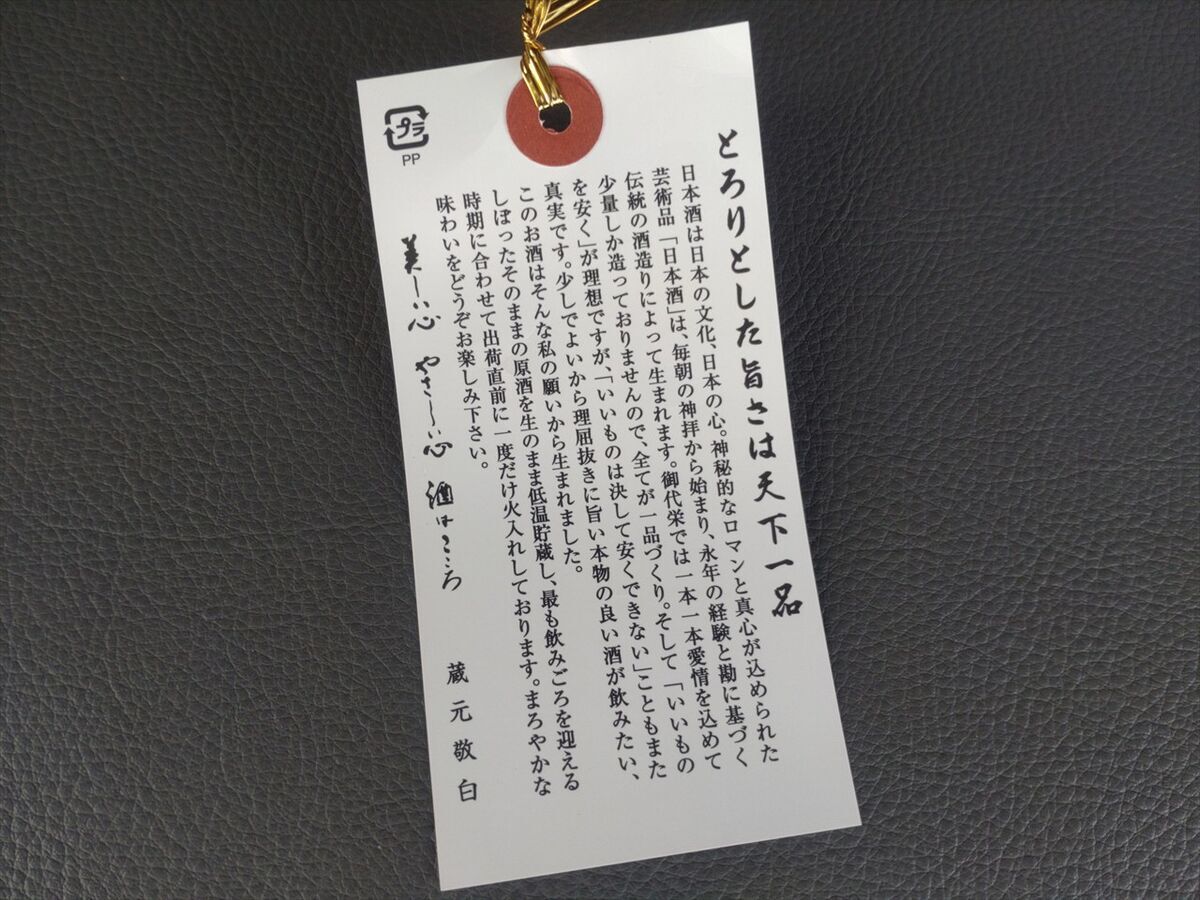 とろりとした旨さは天下一品
日本酒は日本の文化、日本の心。神秘的なロマンと真心が込められた
芸術品「日本酒」は、毎朝の神拝から始まり、永年の経験と勘に基づく
伝統の酒造りによって生まれます。御代栄では一本一本愛情を込めて
少量しか造っておりませんので、全てが一品づくり。そして「いいもの
を安く」が理想ですが、「いいものは決して安くできない」こともまた
真実です。少しでよいから理屈抜きに旨い本物の良い酒が飲みたい、
このお酒はそんな私の願いから生まれました。
しぼったそのままの原酒を生のまま低温貯蔵し、最も飲みごろを迎える
時期に合わせて出荷直前に一度だけ火入れしております。まろやかな
味わいをどうぞお楽しみ下さい。
美しい心 やさしい心 酒はこころ
蔵元敬白
プラ
PP